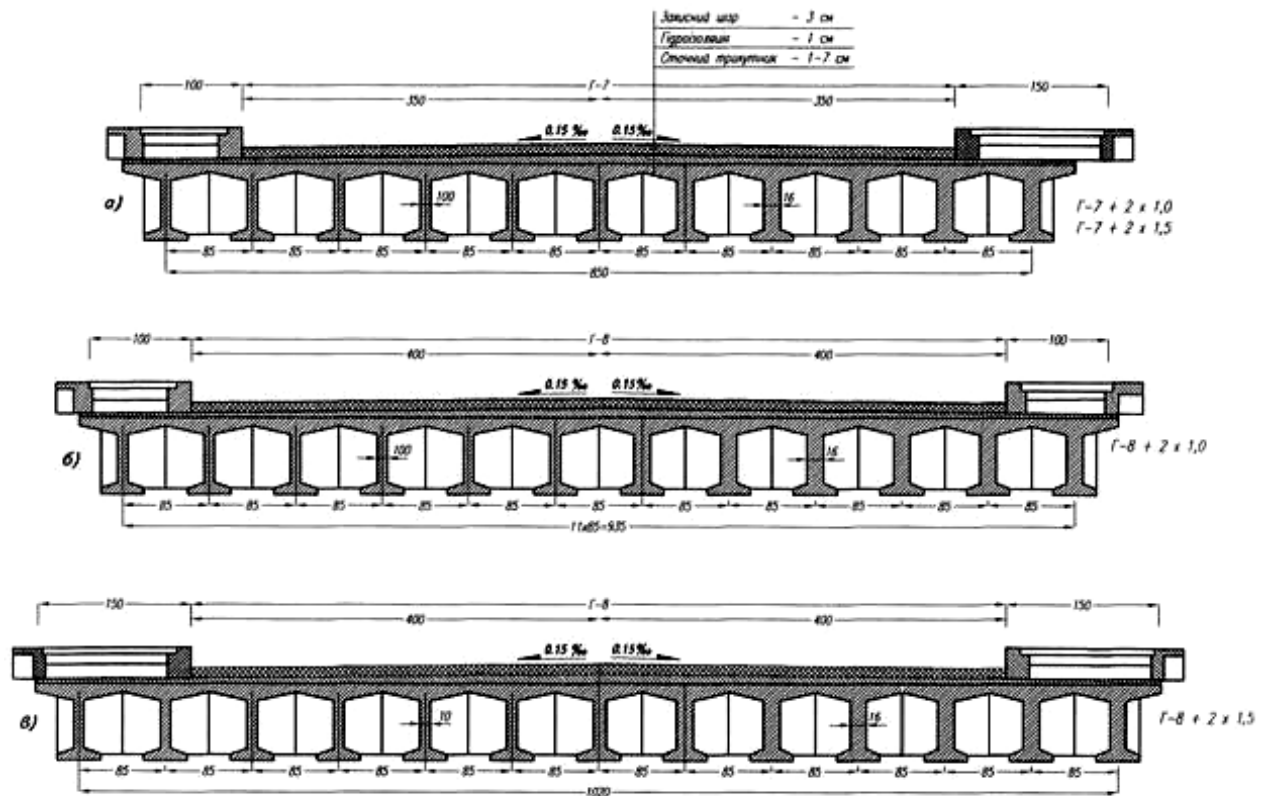 Захисний шар - 3 см
Гідроізоляція - 1 см
Сточний трикутник - 1-7 см
100 Г-7 150
350 350
0.15 ‰ 0.15‰
а)
100 16
Г-7 + 2 x 1,0
Г-7 + 2 x 1,5
85 85 85 85 85 85 85 85 85 85
850
100 Г-8 100
400 400
0.15 ‰ 0.15‰
б)
100 16
Г-8 + 2 x 1,0
85 85 85 85 85 85 85 85 85 85 85
11x85=935
150 Г-8 150
400 400
0.15 ‰ 0.15‰
в)
10 16
Г-8 + 2 x 1,5
85 85 85 85 85 85 85 85 85 85 85 85
1020